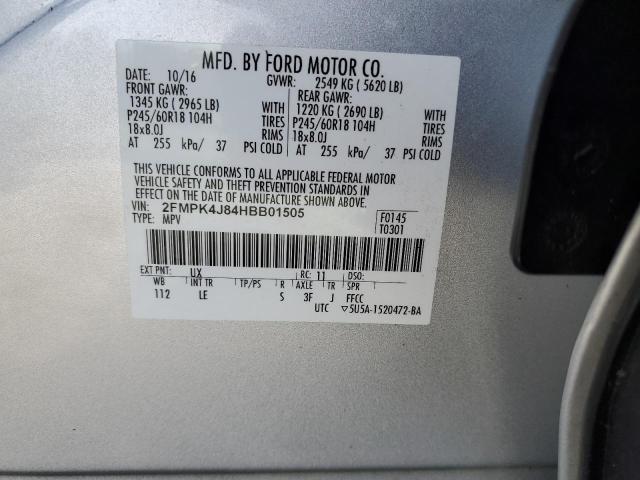 MFD. BY FORD MOTOR CO.
DATE: 10/16 GVWR: 2549 KG ( 5620 LB)
FRONT GAWR: REAR GAWR:
1345 KG ( 2965 LB) WITH 1220 KG ( 2690 LB) WITH
P245/60R18 104H TIRES P245/60R18 104H TIRES
18x8.0J RIMS 18x8.0J RIMS
AT 255 kPa/ 37 PSI COLD AT 255 kPa/ 37 PSI COLD
THIS VEHICLE CONFORMS TO ALL APPLICABLE FEDERAL MOTOR
VEHICLE SAFETY AND THEFT PREVENTION STANDARDS IN
EFFECT ON THE DATE OF MANUFACTURE SHOWN ABOVE.
VIN: 2FMPK4J84HBB01505 F0145
TYPE: MPV T0301
EXT PNT: UX RC: 11 DSO:
WB INT TR TP/PS R AXLE TR SPR
112 LE S 3F J FFCC
UTC ▽5U5A-1520472-BA